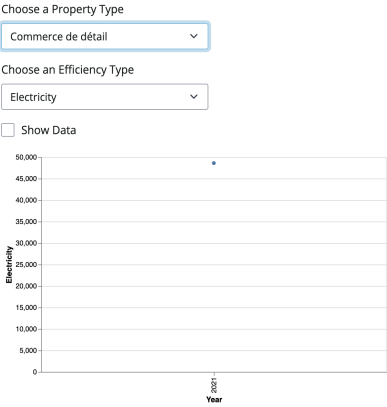 Choose a Property Type
Commerce de détail
Choose an Efficiency Type
Electricity
Show Data
50,000
45,000
40,000
35,000
30,000
25,000
20,000
15,000
10,000
5,000
0
Electricity
2021
Year